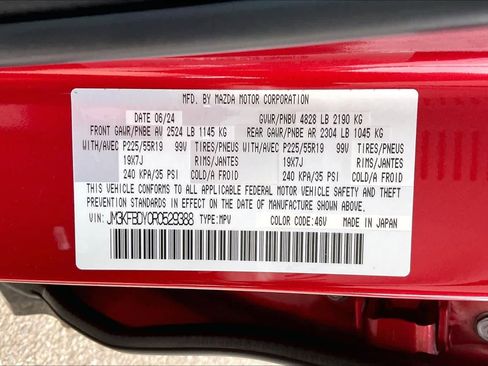 MFD. BY MAZDA MOTOR CORPORATION
DATE 06/24 GVWR/PNBV 4828 LB 2190 KG
FRONT GAWR/PNBE AV 2524 LB 1145 KG REAR GAWR/PNBE AR 2304 LB 1045 KG
WITH/AVEC P225/55R19 99V TIRES/PNEUS WITH/AVEC P225/55R19 99V TIRES/PNEUS
19X7J RIMS/JANTES 19X7J RIMS/JANTES
240 KPA/35 PSI COLD/A FROID 240 KPA/35 PSI COLD/A FROID
THIS VEHICLE CONFORMS TO ALL APPLICABLE FEDERAL MOTOR VEHICLE SAFETY AND THEFT
PREVENTION STANDARDS IN EFFECT ON THE DATE OF MANUFACTURE SHOWN ABOVE.
VIN: JM3KFBDY0R0529388 TYPE:MPV COLOR CODE:46V MADE IN JAPAN